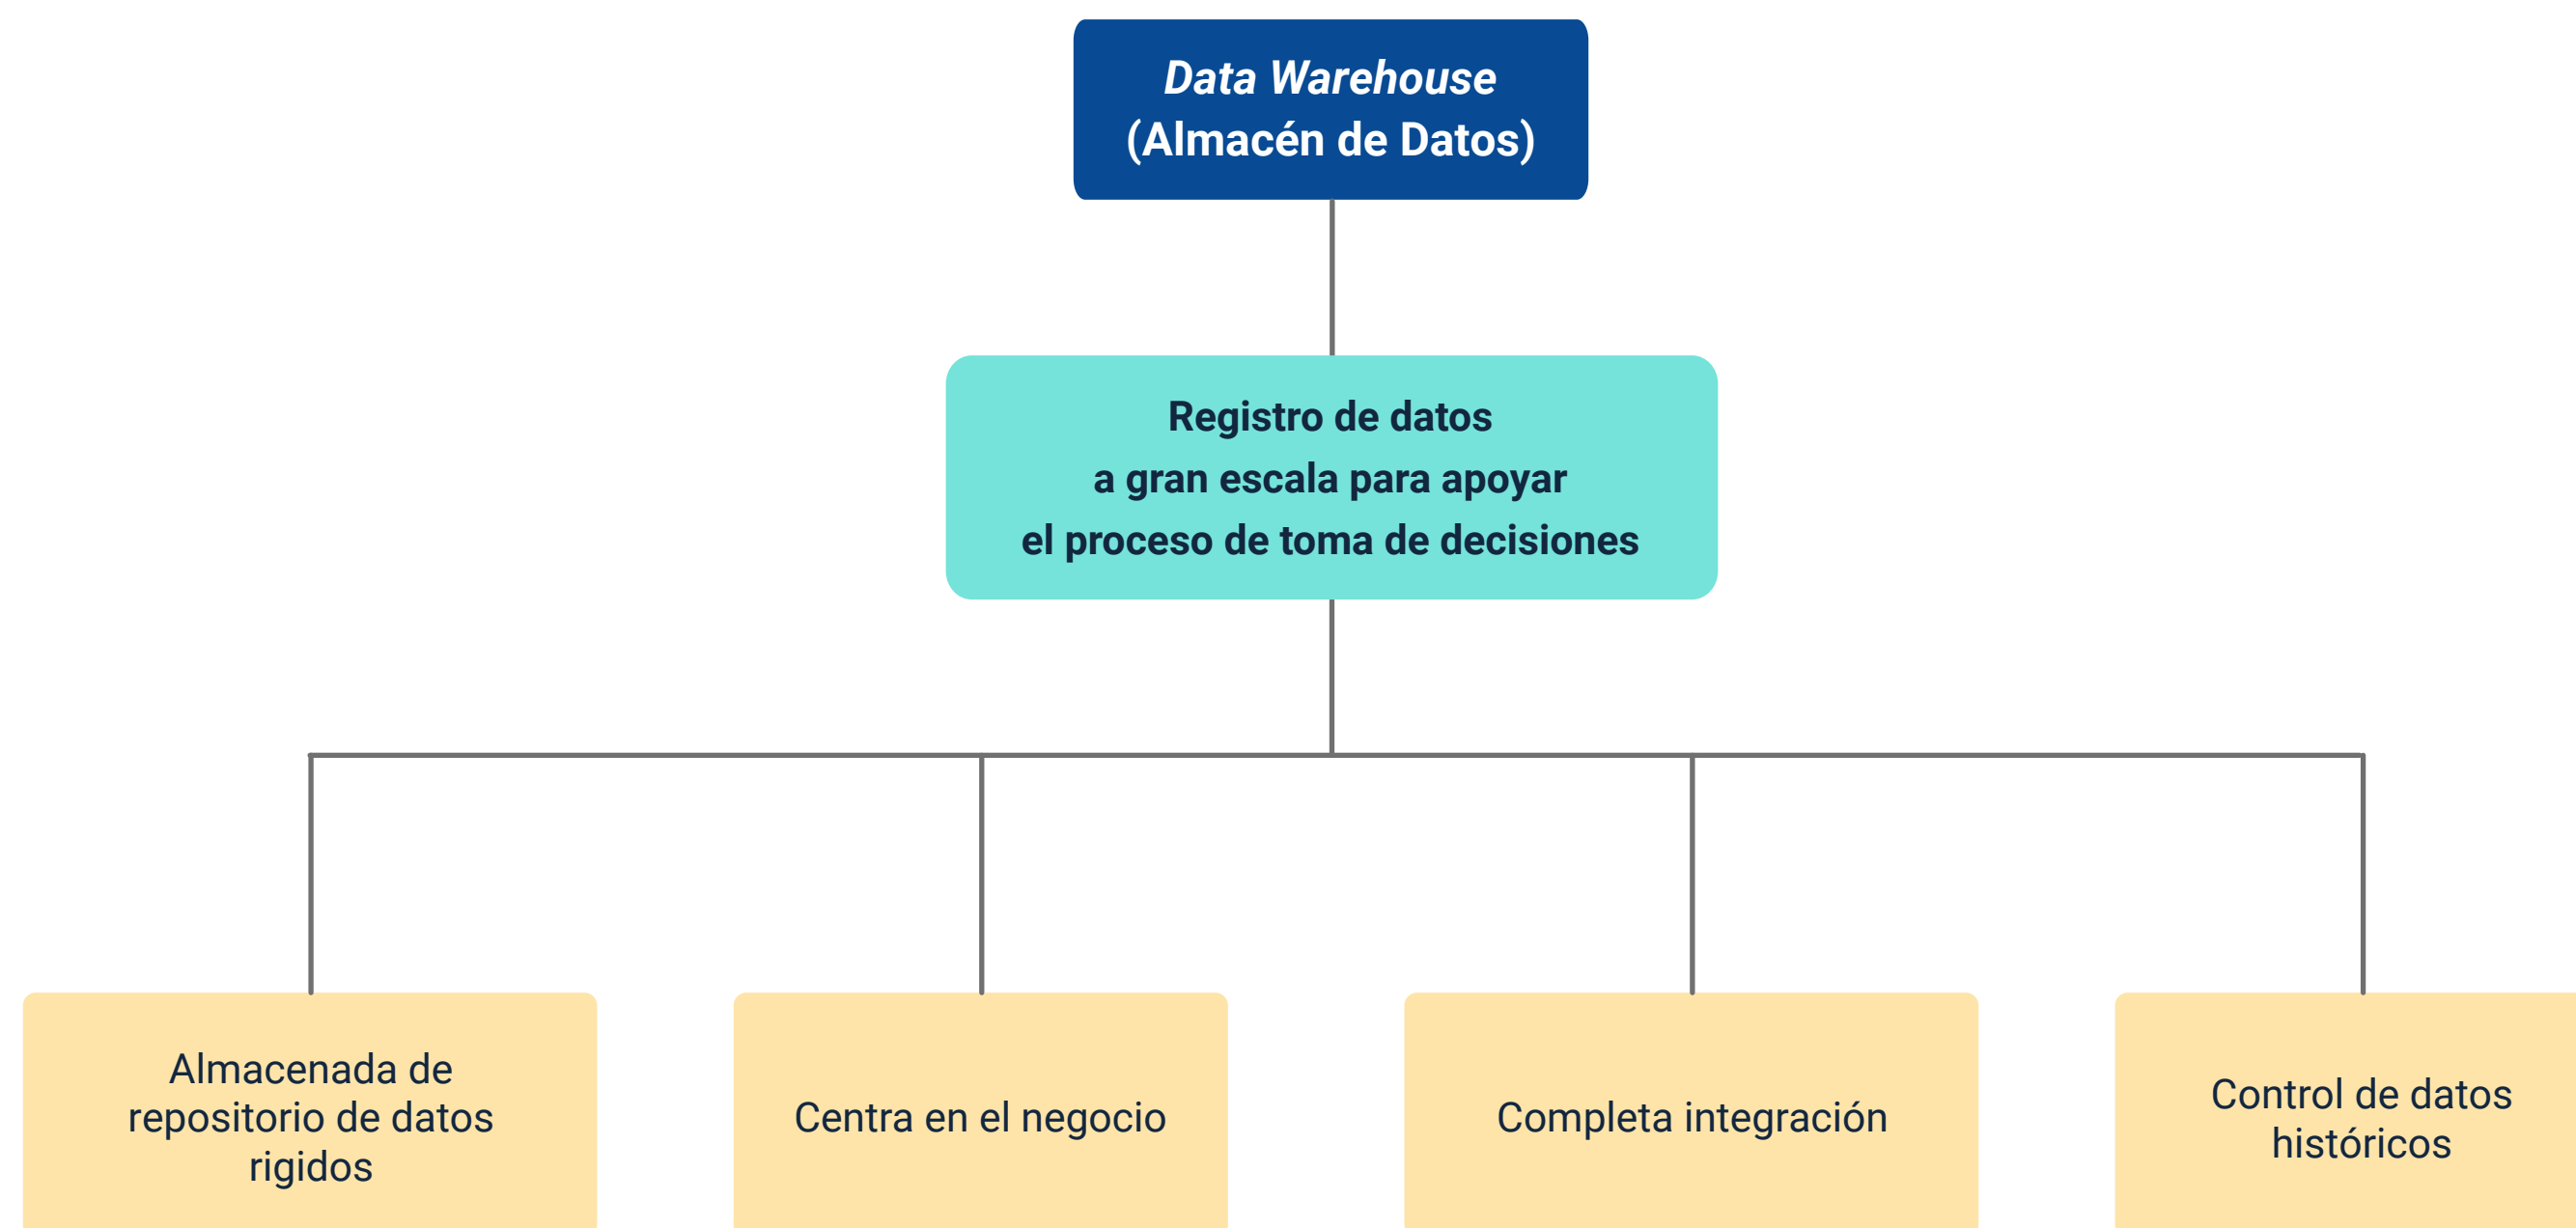 Data Warehouse
(Almacén de Datos)
Registro de datos
a gran escala para apoyar
el proceso de toma de decisiones
Almacenada de
repositorio de datos
rigidos
Centra en el negocio
Completa integración
Control de datos
históricos